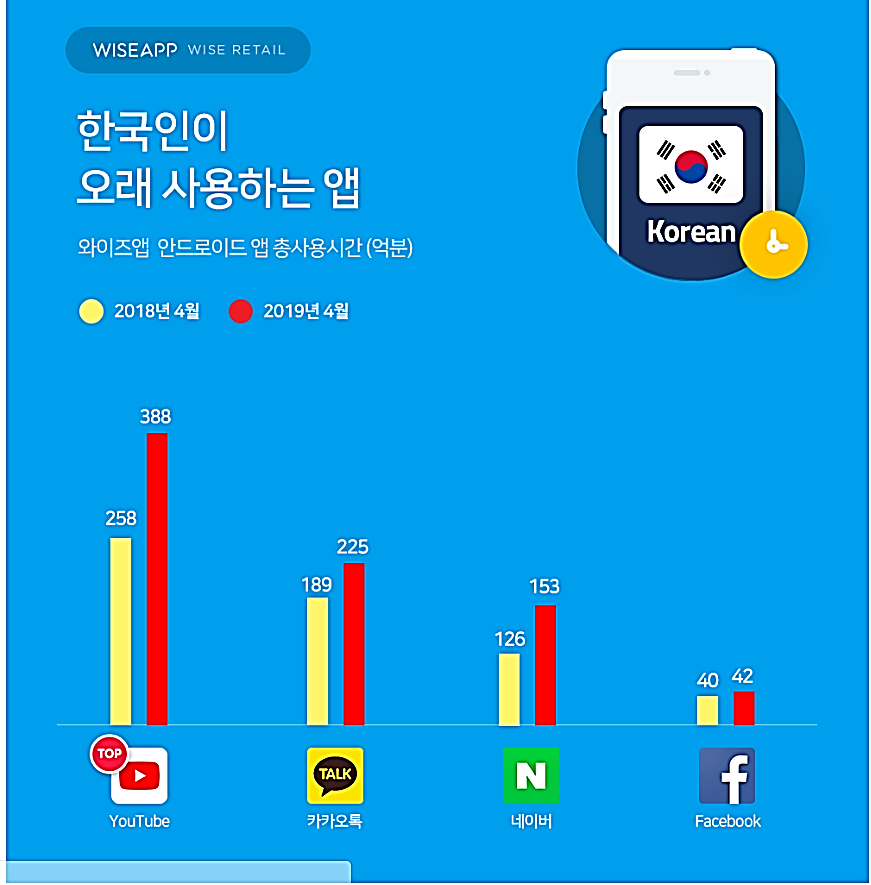 WISEAPP WISE RETAIL
한국인이
오래 사용하는 앱
와이즈앱 안드로이드 앱 총사용시간 (억분)
2018년 4월 2019년 4월
Korean
388
258
225
189
153
126
40 42
TOP
TALK
N
f
YouTube 카카오톡 네이버 Facebook